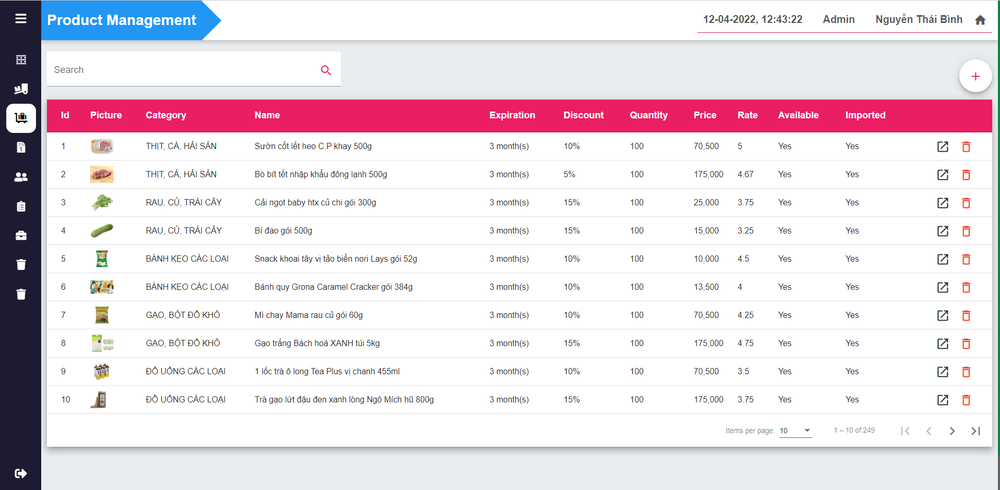 Product Management
12-04-2022, 12:43:22 Admin Nguyễn Thái Bình
Search
Id Picture Category Name Expiration Discount Quantity Price Rate Available Imported
1 THỊT, CÁ, HẢI SẢN Sườn cốt lết heo C.P khay 500g 3 month(s) 10% 100 70,500 5 Yes Yes
2 THỊT, CÁ, HẢI SẢN Bò bít tết nhập khẩu đông lạnh 500g 3 month(s) 5% 100 175,000 4.67 Yes Yes
3 RAU, CỦ, TRÁI CÂY Cải ngọt baby htx củ chi gói 300g 3 month(s) 15% 100 25,000 3.75 Yes Yes
4 RAU, CỦ, TRÁI CÂY Bí đao gói 500g 3 month(s) 15% 100 15,000 3.25 Yes Yes
5 BÁNH KẸO CÁC LOẠI Snack khoai tây vị tảo biển nori Lays gói 52g 3 month(s) 10% 100 10,000 4.5 Yes Yes
6 BÁNH KẸO CÁC LOẠI Bánh quy Grona Caramel Cracker gói 384g 3 month(s) 10% 100 13,500 4 Yes Yes
7 GẠO, BỘT ĐỒ KHÔ Mì chay Mama rau củ gói 60g 3 month(s) 10% 100 70,500 4.25 Yes Yes
8 GẠO, BỘT ĐỒ KHÔ Gạo trắng Bách hoá XANH túi 5kg 3 month(s) 15% 100 175,000 4.75 Yes Yes
9 ĐỒ UỐNG CÁC LOẠI 1 lốc trà ô long Tea Plus vị chanh 455ml 3 month(s) 10% 100 70,500 3.5 Yes Yes
10 ĐỒ UỐNG CÁC LOẠI Trà gạo lứt đậu đen xanh lòng Ngô Mích hũ 800g 3 month(s) 15% 100 175,000 3.75 Yes Yes
Items per page: 10 1 – 10 of 249